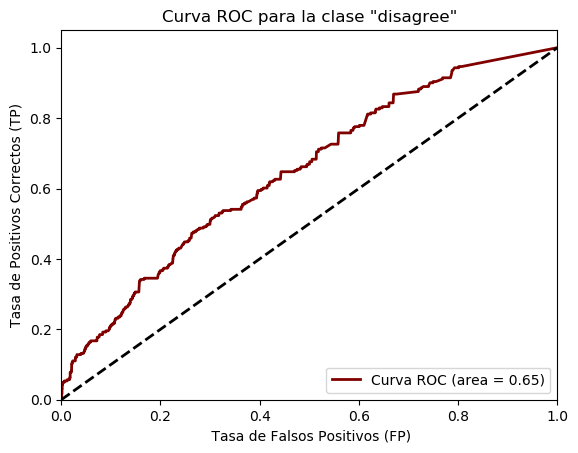 Curva ROC para la clase "disagree"
Tasa de Positivos Correctos (TP)
1.0
0.8
0.6
0.4
0.2
0.0
Curva ROC (area = 0.65)
0.0 0.2 0.4 0.6 0.8 1.0
Tasa de Falsos Positivos (FP)